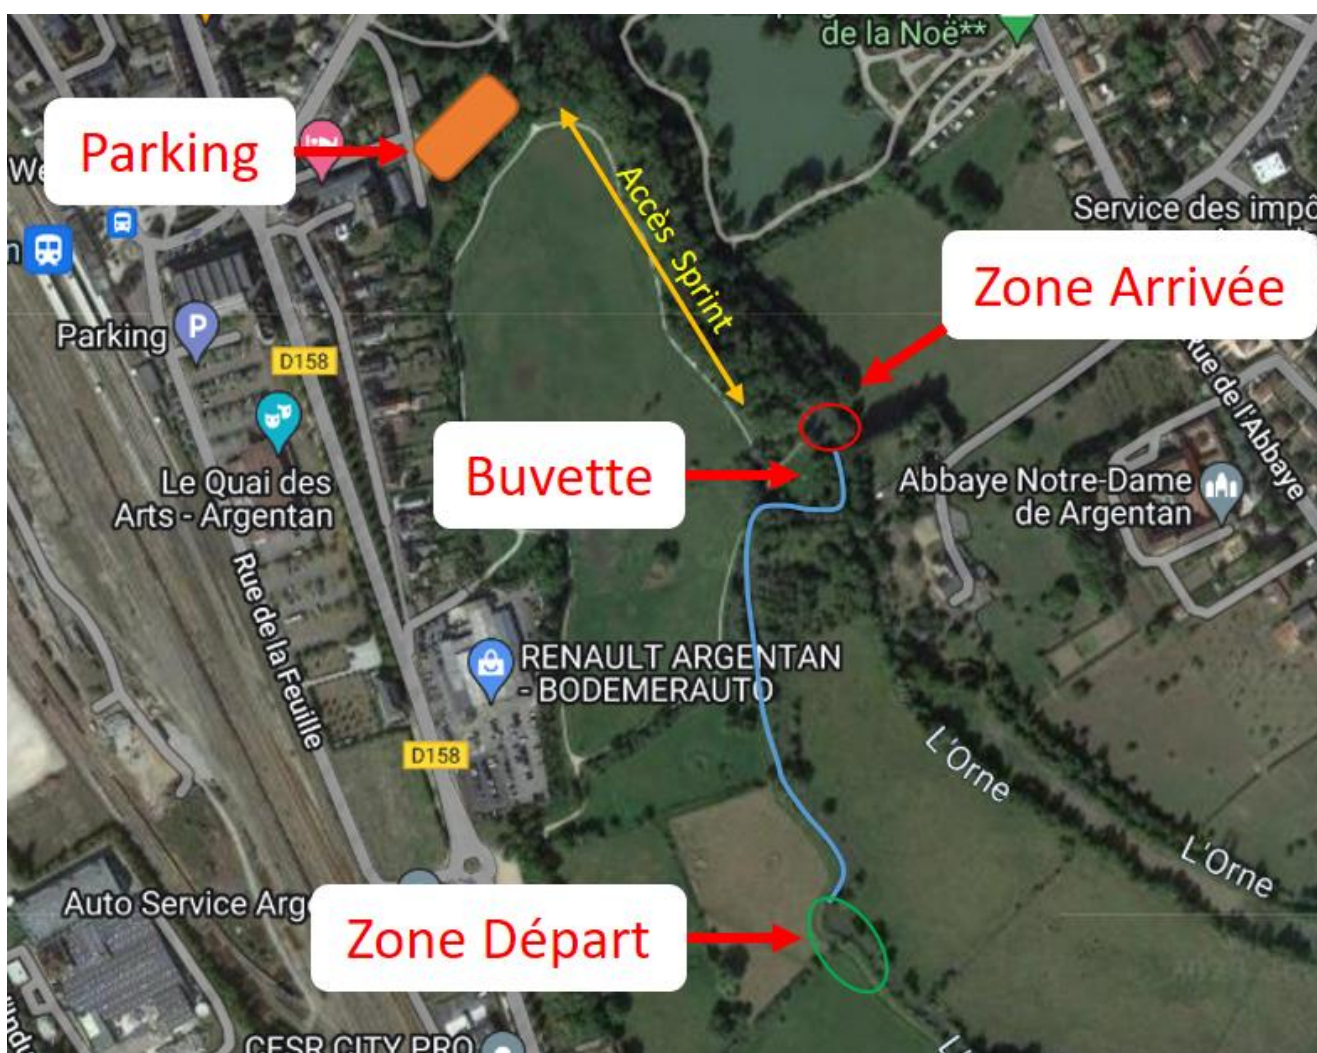 de la Noë**
Parking
Accès Sprint
Service des impô
Zone Arrivée
Parking
P
D158
Rue de l'Abbaye
Buvette
Le Quai des
Arts - Argentan
Abbaye Notre-Dame
de Argentan
Rue de la Feuille
RENAULT ARGENTAN
- BODEMERAUTO
D158
L'Orne
L'Orne
Auto Service Arg
Zone Départ
CESR CITY PRO